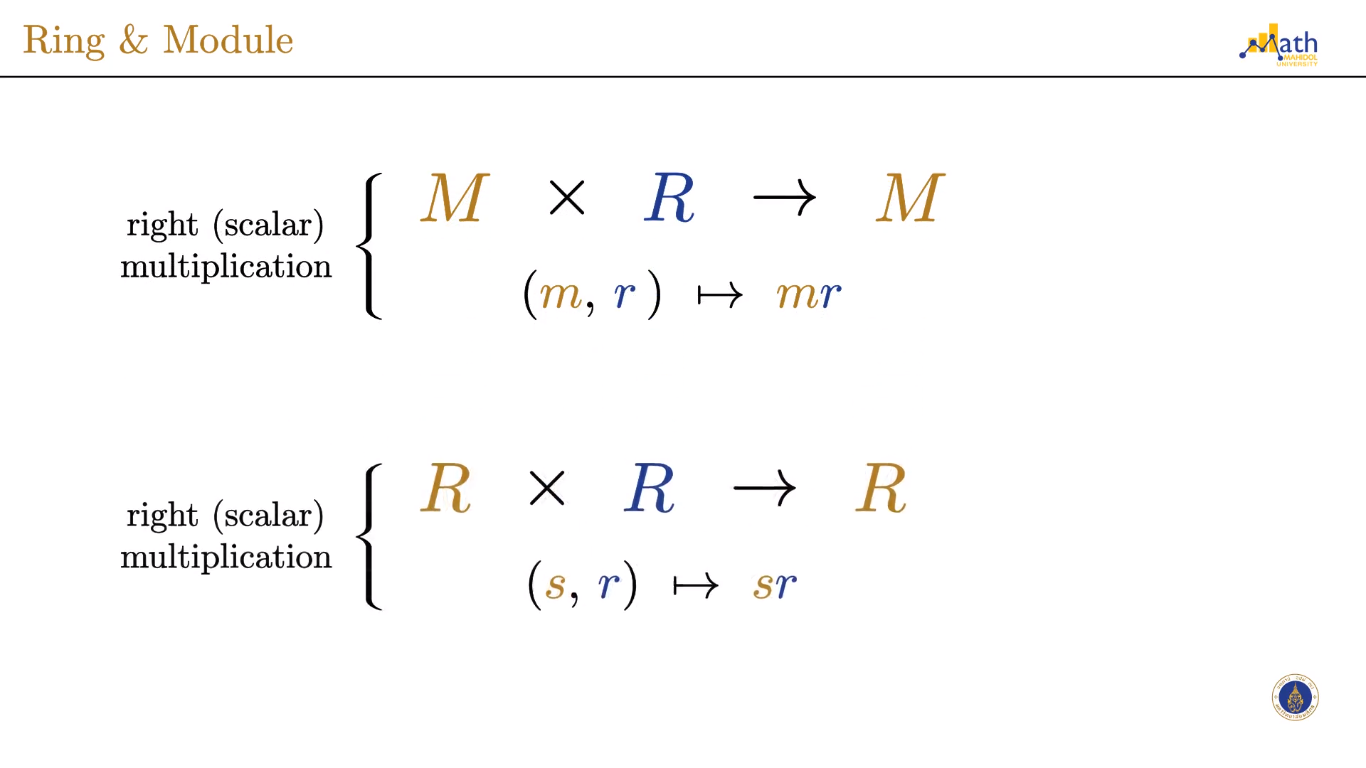 Ring & Module
Math
MAHIDOL
UNIVERSITY
right (scalar)
multiplication
M × R → M
(m, r) ↦ mr
right (scalar)
multiplication
R × R → R
(s, r) ↦ sr